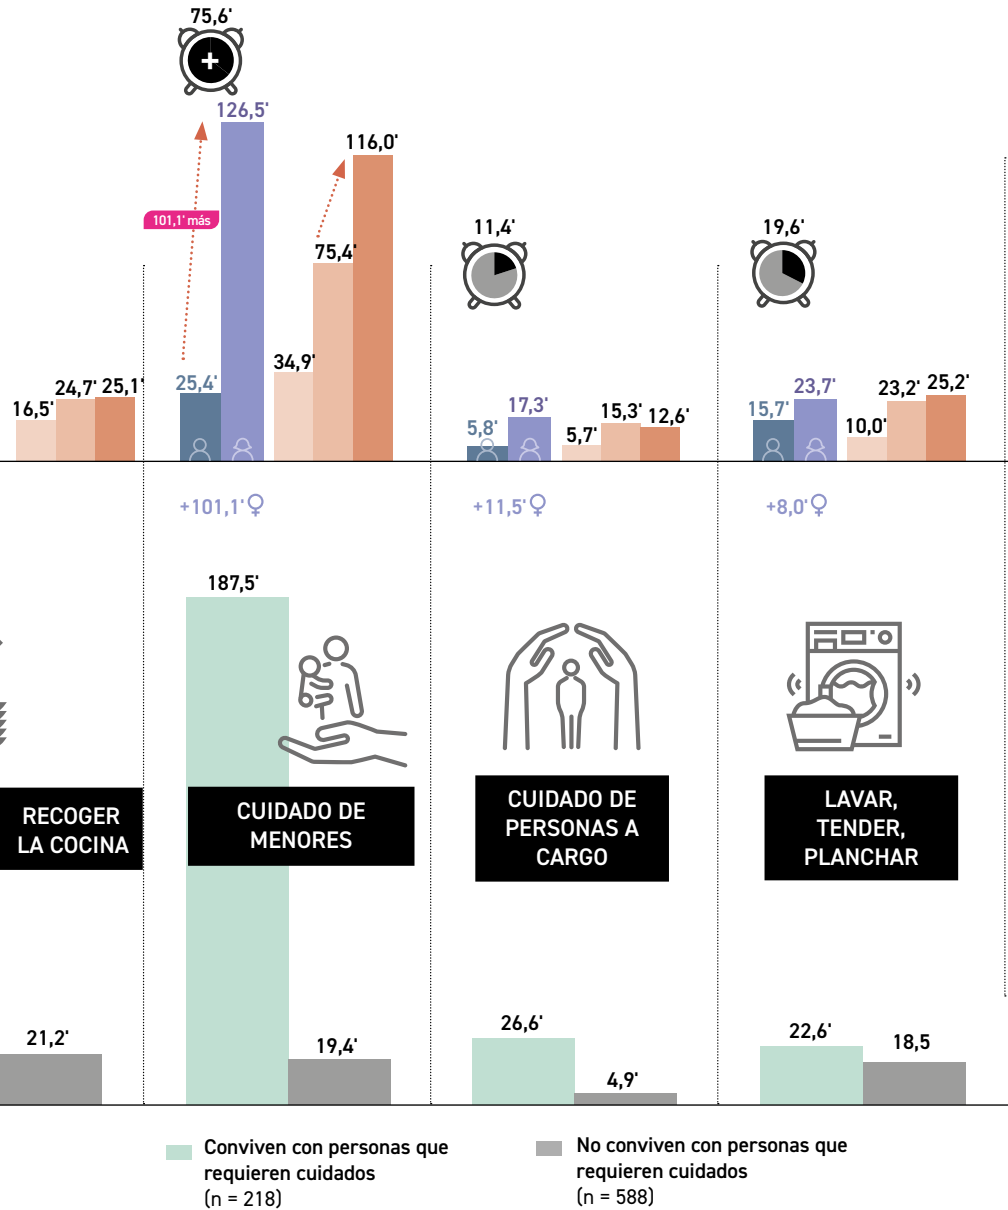 75,6'
126,5'
116,0'
101,1' más
75,4'
11,4'
19,6'
16,5'
24,7'
25,1'
25,4'
34,9'
5,8'
17,3'
5,7'
15,3'
12,6'
15,7'
23,7'
10,0'
23,2'
25,2'
+101,1'♀
+11,5'♀
+8,0'♀
187,5'
RECOGER
LA COCINA
CUIDADO DE
MENORES
CUIDADO DE
PERSONAS A
CARGO
LAVAR,
TENDER,
PLANCHAR
21,2'
19,4'
26,6'
4,9'
22,6'
18,5
Conviven con personas que
requieren cuidados
(n = 218)
No conviven con personas que
requieren cuidados
(n = 588)